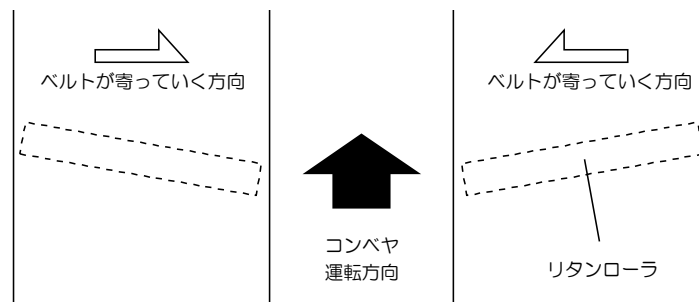 ベルトが寄っていく方向
ベルトが寄っていく方向
コンベヤ
運転方向
リタンローラ